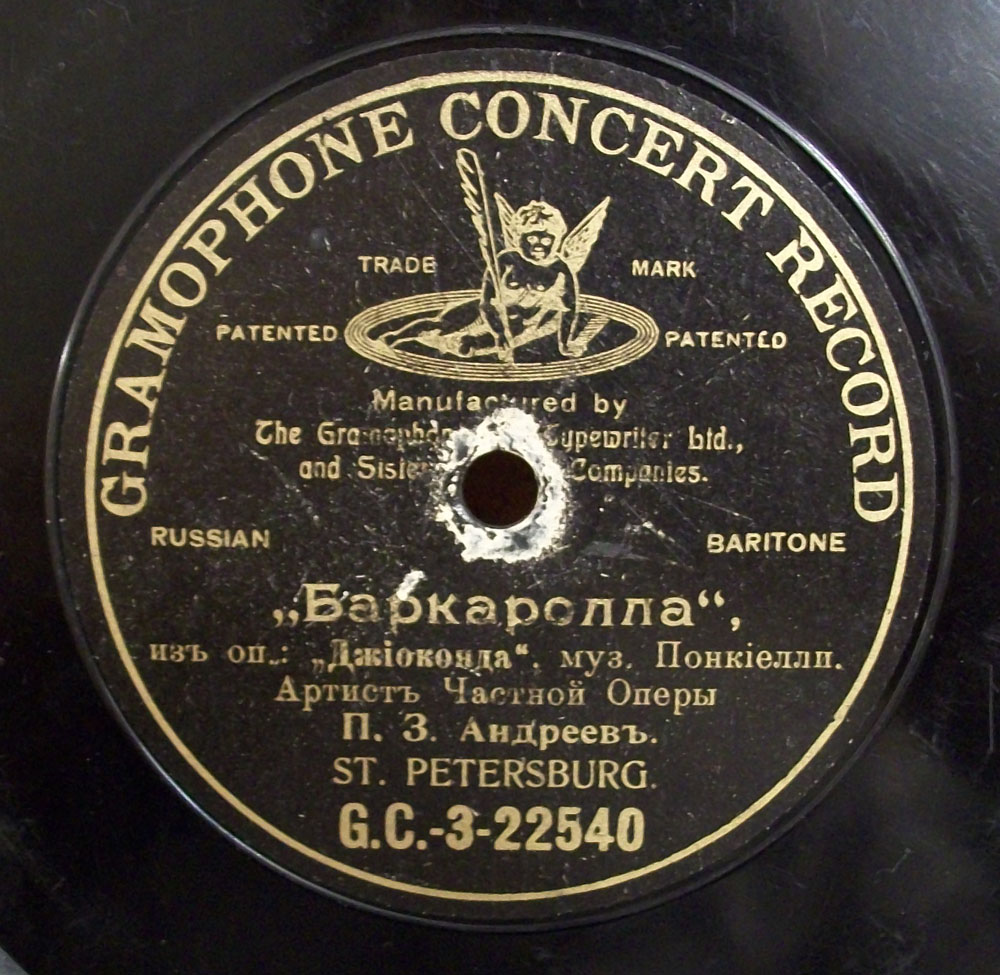 GRAMOPHONE CONCERT RECORD
TRADE MARK
PATENTED PATENTED
Manufactured by
The Gramophone Typewriter Ltd.,
and Sister Companies.
RUSSIAN BARITONE
„Баркаролла“,
изъ оп.: „Джіоконда“. муз. Понкіелли.
Артистъ Частной Оперы
П. З. Андреевъ.
ST. PETERSBURG.
G.C.-3-22540